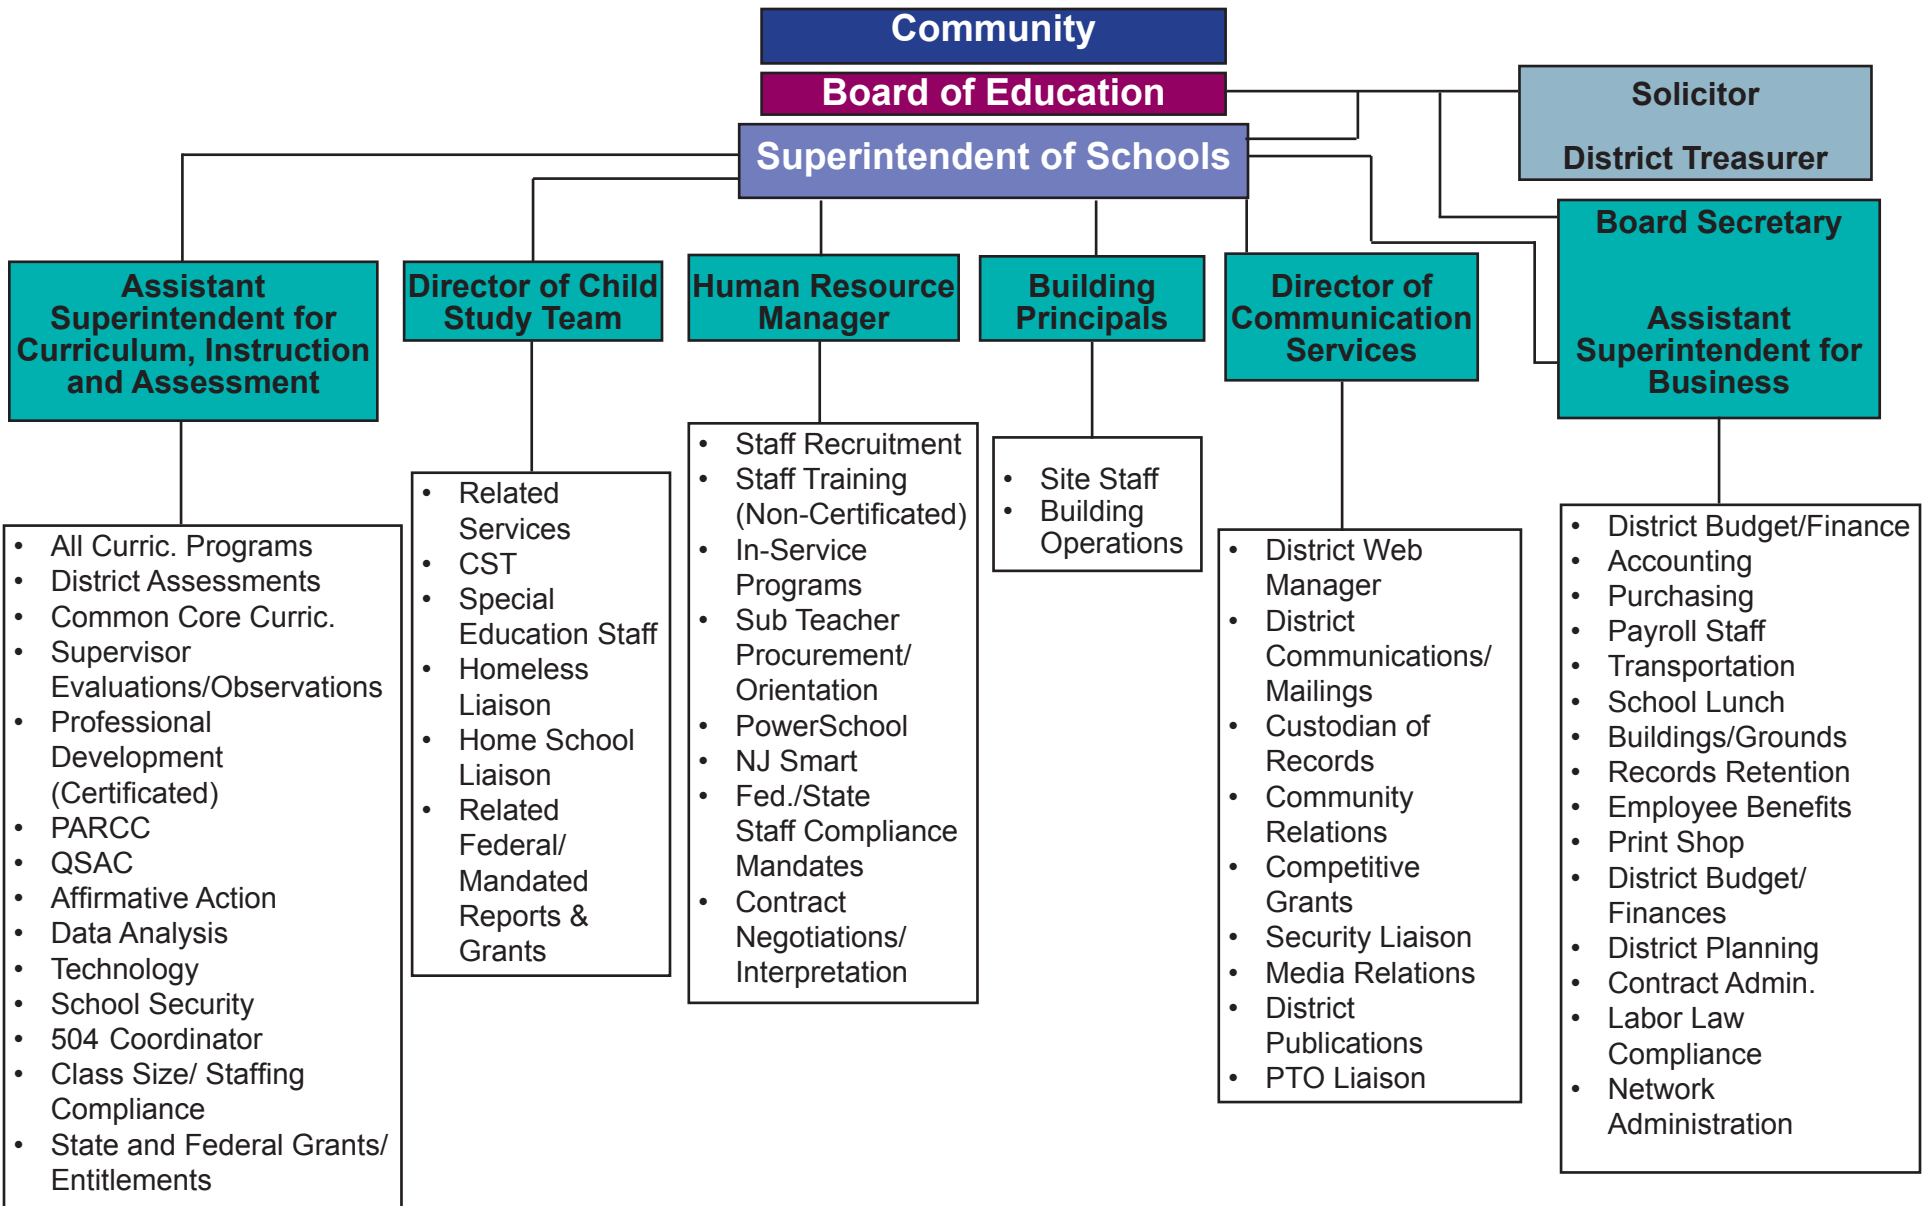 Community
Board of Education
Superintendent of Schools
Solicitor
District Treasurer
Board Secretary
Assistant
Superintendent for
Business
Assistant
Superintendent for
Curriculum, Instruction
and Assessment
Director of Child
Study Team
Human Resource
Manager
Building
Principals
Director of
Communication
Services
• All Curric. Programs
• District Assessments
• Common Core Curric.
• Supervisor
Evaluations/Observations
• Professional
Development
(Certificated)
• PARCC
• QSAC
• Affirmative Action
• Data Analysis
• Technology
• School Security
• 504 Coordinator
• Class Size/ Staffing
Compliance
• State and Federal Grants/
Entitlements
• Related
Services
• CST
• Special
Education Staff
• Homeless
Liaison
• Home School
Liaison
• Related
Federal/
Mandated
Reports &
Grants
• Staff Recruitment
• Staff Training
(Non-Certificated)
• In-Service
Programs
• Sub Teacher
Procurement/
Orientation
• PowerSchool
• NJ Smart
• Fed./State
Staff Compliance
Mandates
• Contract
Negotiations/
Interpretation
• Site Staff
• Building
Operations
• District Web
Manager
• District
Communications/
Mailings
• Custodian of
Records
• Community
Relations
• Competitive
Grants
• Security Liaison
• Media Relations
• District
Publications
• PTO Liaison
• District Budget/Finance
• Accounting
• Purchasing
• Payroll Staff
• Transportation
• School Lunch
• Buildings/Grounds
• Records Retention
• Employee Benefits
• Print Shop
• District Budget/
Finances
• District Planning
• Contract Admin.
• Labor Law
Compliance
• Network
Administration